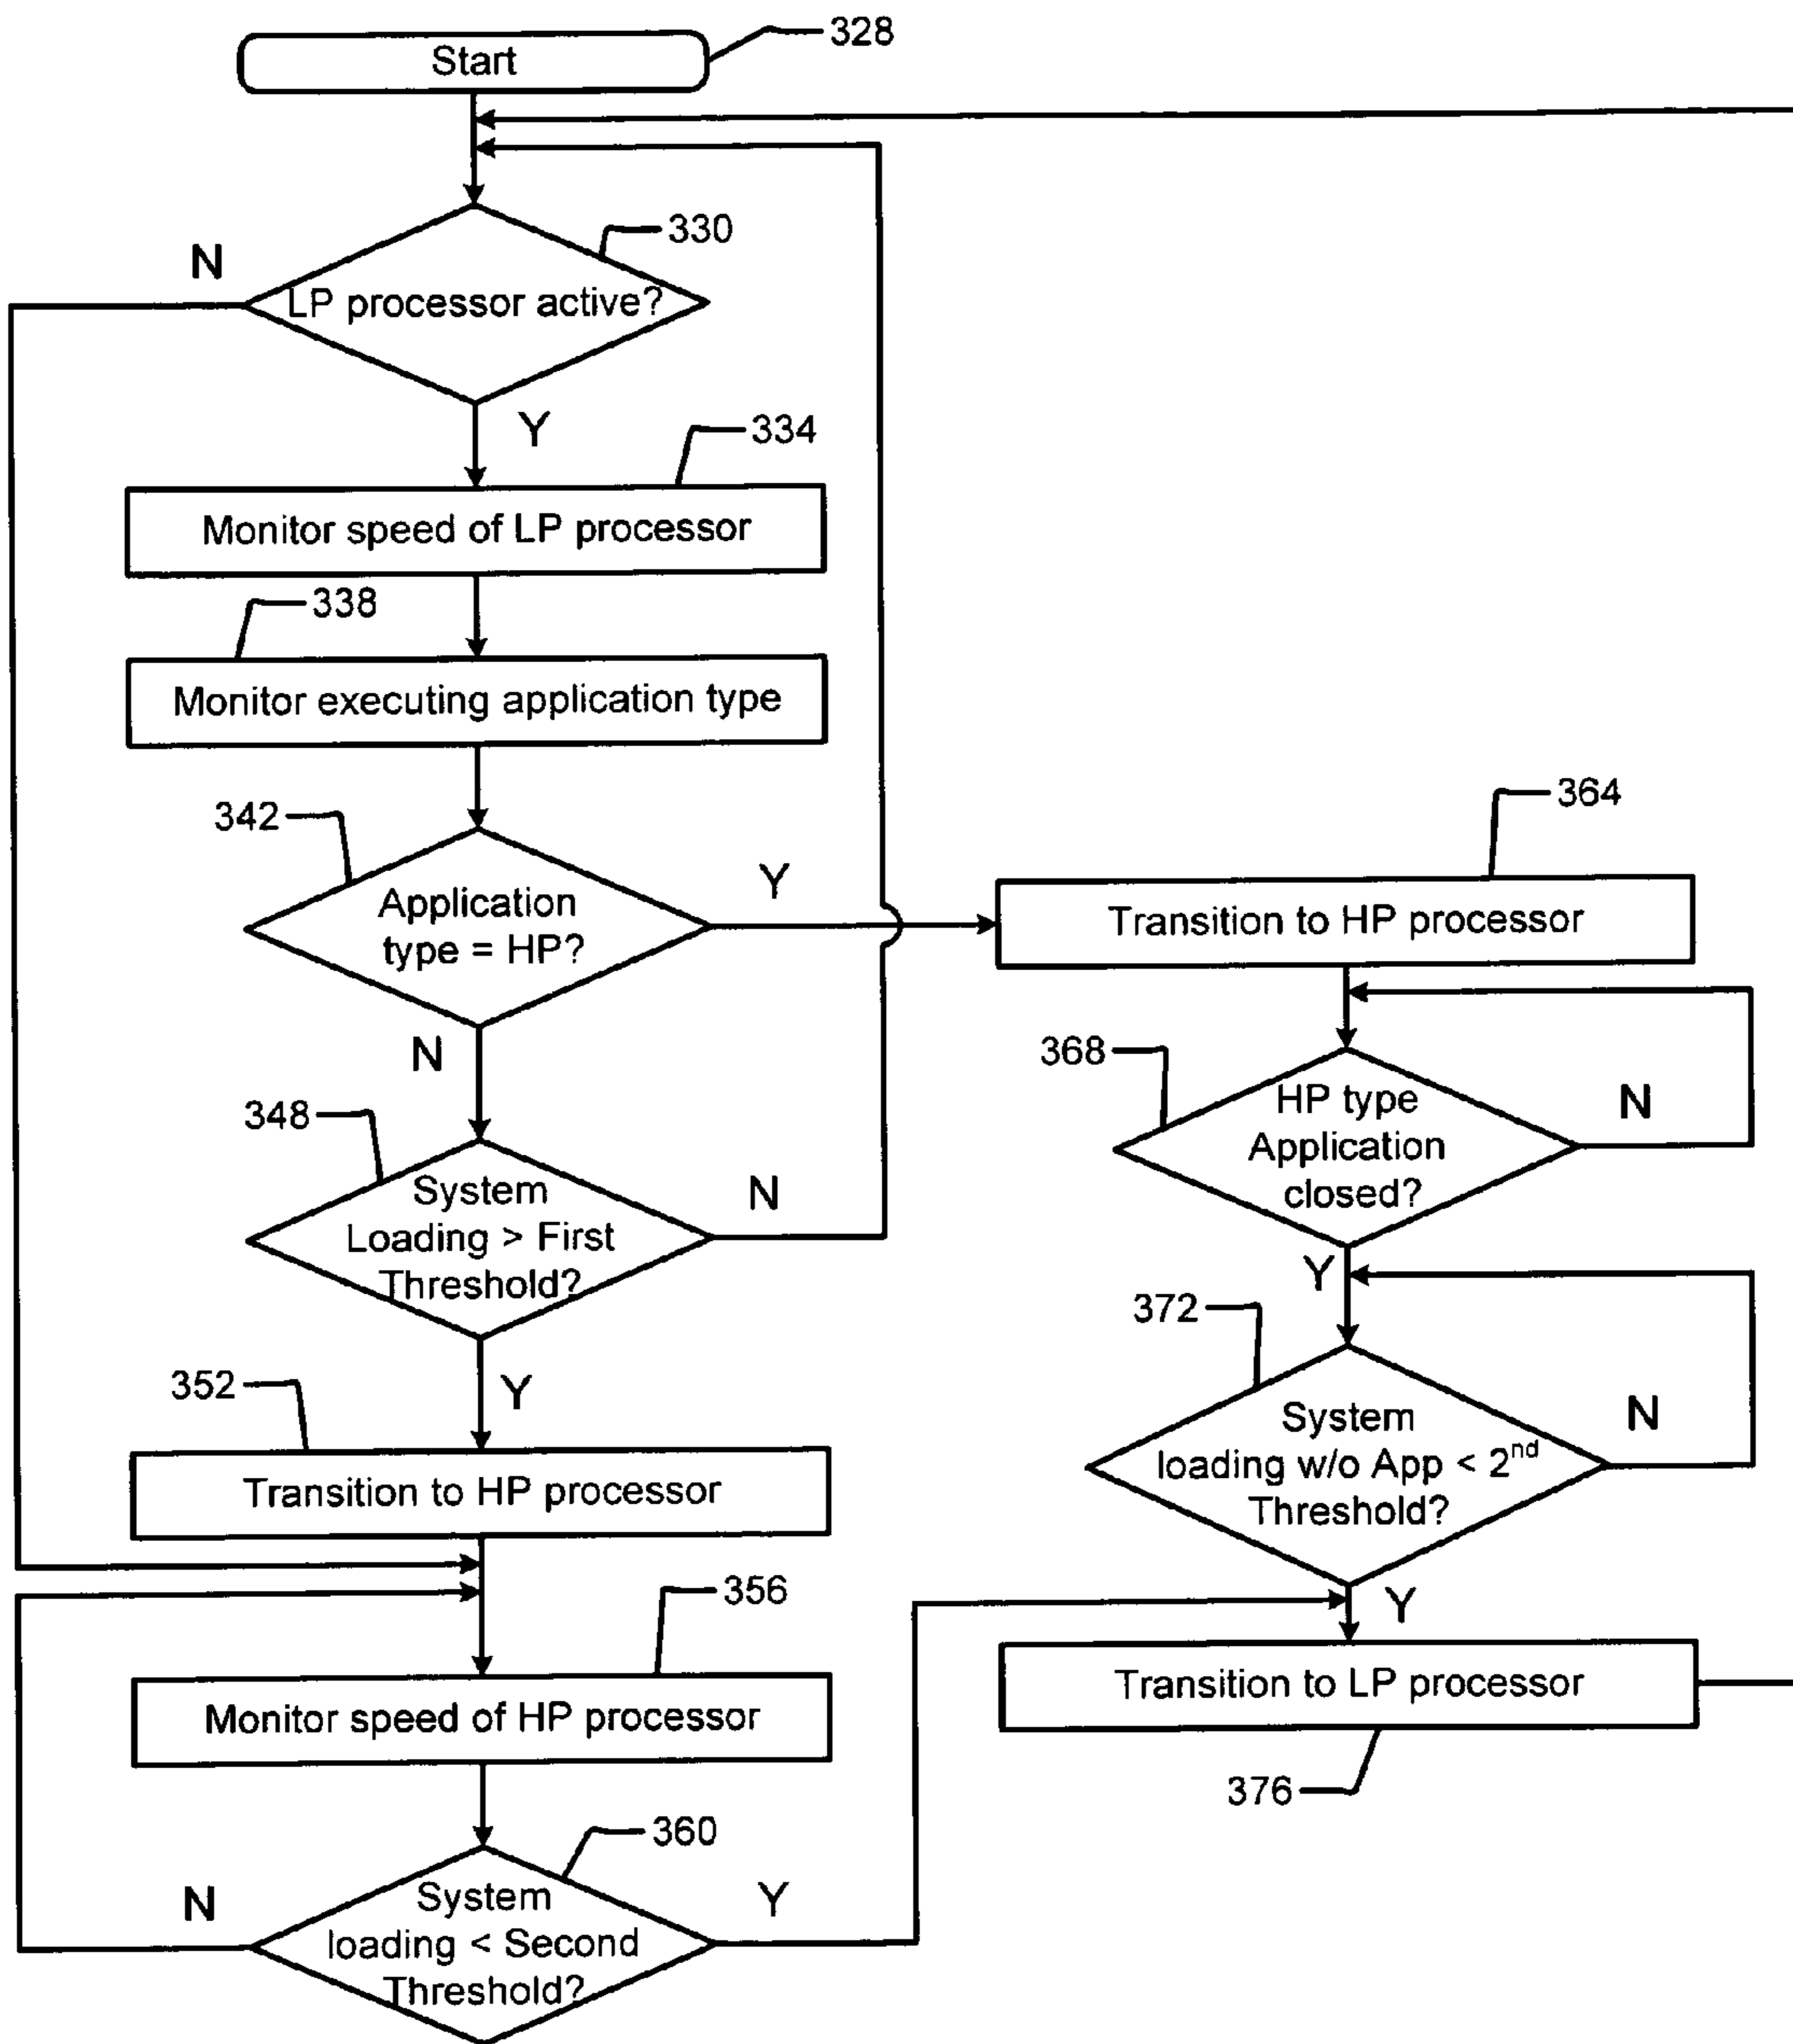 Start
328
330
N
LP processor active?
Y
334
Monitor speed of LP processor
338
Monitor executing application type
342
Application
type = HP?
Y
N
364
Transition to HP processor
368
HP type
Application
closed?
N
Y
348
System
Loading > First
Threshold?
N
Y
372
System
loading w/o App < 2nd
Threshold?
N
Y
352
Transition to HP processor
356
Monitor speed of HP processor
360
System
loading < Second
Threshold?
N
Y
Transition to LP processor
376